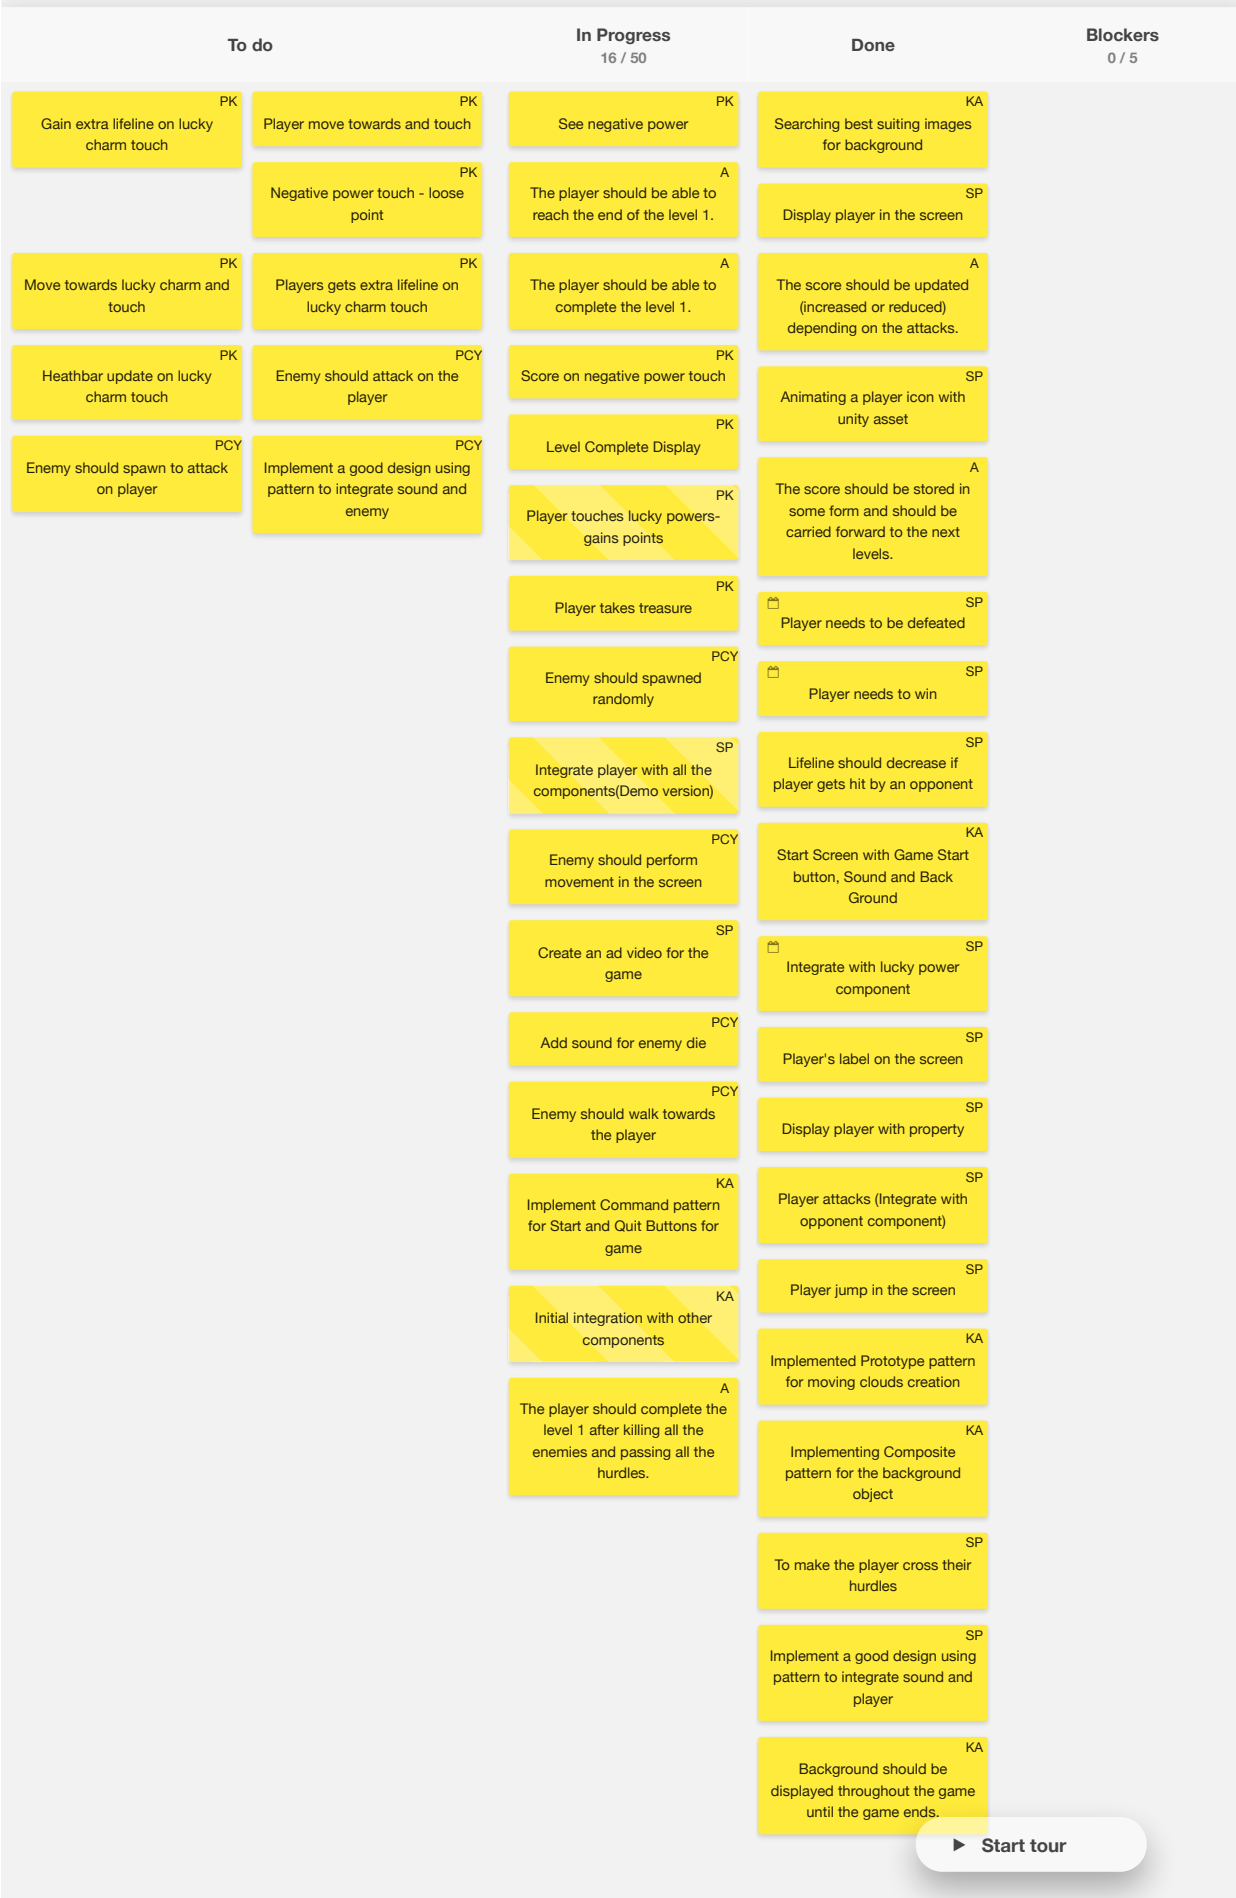 To do
In Progress
16 / 50
Done
Blockers
0 / 5
PK
Gain extra lifeline on lucky
charm touch
PK
Player move towards and touch
PK
Negative power touch - loose
point
PK
Move towards lucky charm and
touch
PK
Players gets extra lifeline on
lucky charm touch
PK
Heathbar update on lucky
charm touch
PCY
Enemy should attack on the
player
PCY
Enemy should spawn to attack
on player
PCY
Implement a good design using
pattern to integrate sound and
enemy
PK
See negative power
A
The player should be able to
reach the end of the level 1.
A
The player should be able to
complete the level 1.
PK
Score on negative power touch
PK
Level Complete Display
PK
Player touches lucky powers-
gains points
PK
Player takes treasure
PCY
Enemy should spawned
randomly
SP
Integrate player with all the
components(Demo version)
PCY
Enemy should perform
movement in the screen
SP
Create an ad video for the
game
PCY
Add sound for enemy die
PCY
Enemy should walk towards
the player
KA
Implement Command pattern
for Start and Quit Buttons for
game
KA
Initial integration with other
components
A
The player should complete the
level 1 after killing all the
enemies and passing all the
hurdles.
KA
Searching best suiting images
for background
SP
Display player in the screen
A
The score should be updated
(increased or reduced)
depending on the attacks.
SP
Animating a player icon with
unity asset
A
The score should be stored in
some form and should be
carried forward to the next
levels.
SP
Player needs to be defeated
SP
Player needs to win
SP
Lifeline should decrease if
player gets hit by an opponent
KA
Start Screen with Game Start
button, Sound and Back
Ground
SP
Integrate with lucky power
component
SP
Player's label on the screen
SP
Display player with property
SP
Player attacks (Integrate with
opponent component)
SP
Player jump in the screen
KA
Implemented Prototype pattern
for moving clouds creation
KA
Implementing Composite
pattern for the background
object
SP
To make the player cross their
hurdles
SP
Implement a good design using
pattern to integrate sound and
player
KA
Background should be
displayed throughout the game
until the game ends.
Start tour